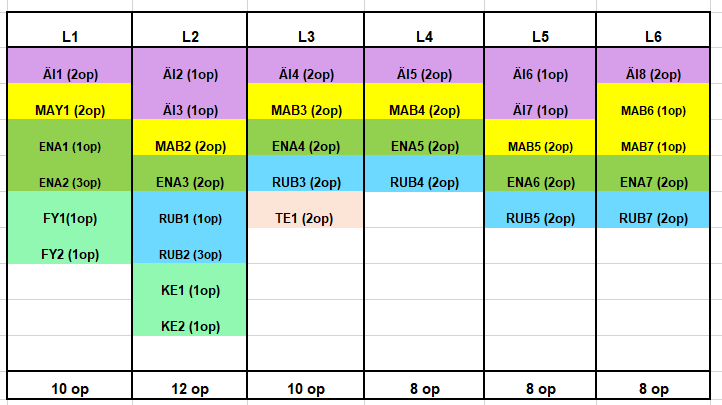 L1 L2 L3 L4 L5 L6
ÄI1 (2op) ÄI2 (1op) ÄI4 (2op) ÄI5 (2op) ÄI6 (1op) ÄI8 (2op)
MAY1 (2op) ÄI3 (1op) MAB3 (2op) MAB4 (2op) ÄI7 (1op) MAB6 (1op)
ENA1 (1op) MAB2 (2op) ENA4 (2op) ENA5 (2op) MAB5 (2op) MAB7 (1op)
ENA2 (3op) ENA3 (2op) RUB3 (2op) RUB4 (2op) ENA6 (2op) ENA7 (2op)
FY1(1op) RUB1 (1op) TE1 (2op) RUB5 (2op) RUB7 (2op)
FY2 (1op) RUB2 (3op)
KE1 (1op)
KE2 (1op)
10 op 12 op 10 op 8 op 8 op 8 op